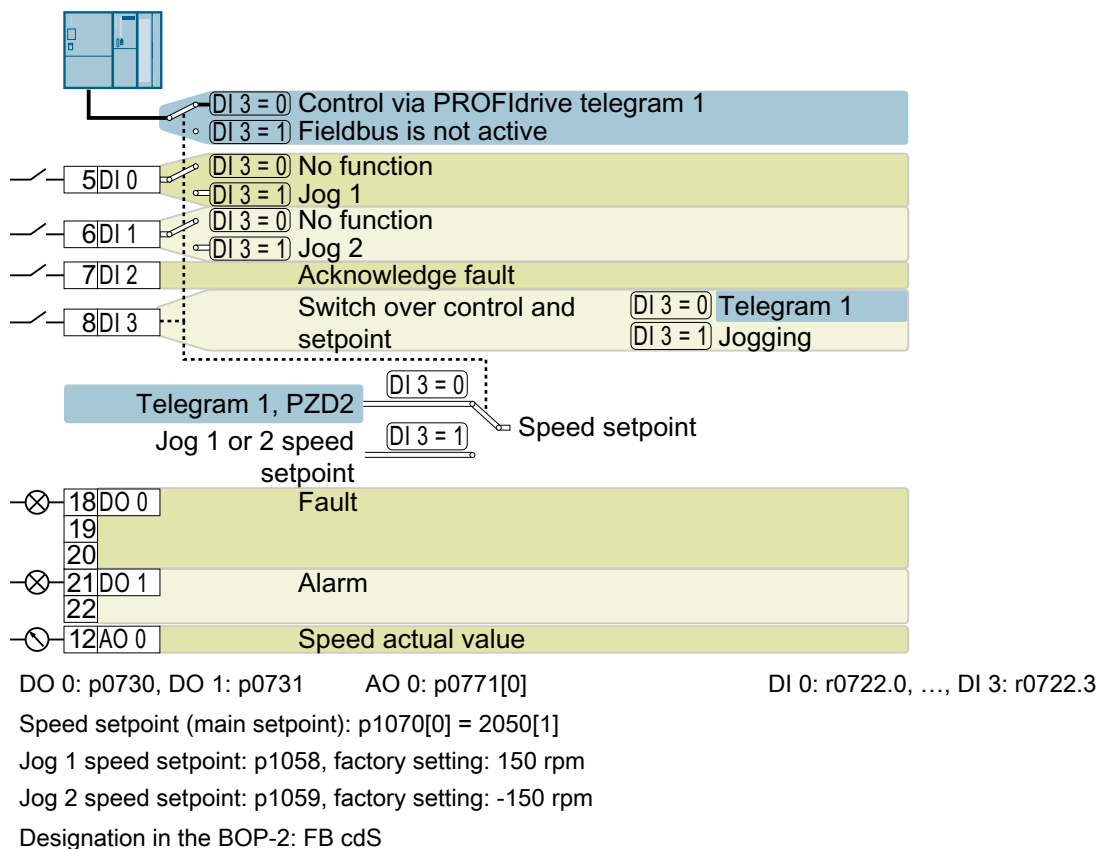 DI 3 = 0 Control via PROFIdrive telegram 1
DI 3 = 1 Fieldbus is not active
5 DI 0 DI 3 = 0 No function
DI 3 = 1 Jog 1
6 DI 1 DI 3 = 0 No function
DI 3 = 1 Jog 2
7 DI 2 Acknowledge fault
8 DI 3 Switch over control and setpoint
DI 3 = 0 Telegram 1
DI 3 = 1 Jogging
Telegram 1, PZD2 DI 3 = 0
Speed setpoint
Jog 1 or 2 speed setpoint DI 3 = 1
18 DO 0 Fault
19
20
21 DO 1 Alarm
22
12 AO 0 Speed actual value
DO 0: p0730, DO 1: p0731 AO 0: p0771[0] DI 0: r0722.0, …, DI 3: r0722.3
Speed setpoint (main setpoint): p1070[0] = 2050[1]
Jog 1 speed setpoint: p1058, factory setting: 150 rpm
Jog 2 speed setpoint: p1059, factory setting: -150 rpm
Designation in the BOP-2: FB cdS